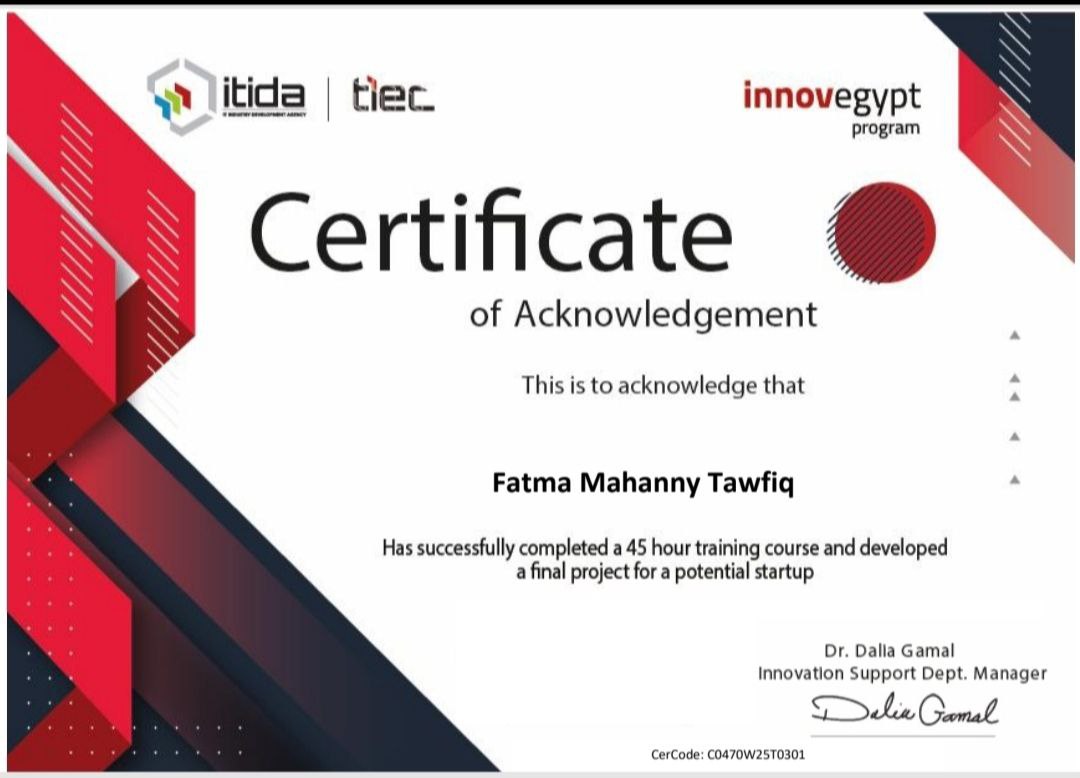 itida
IT INDUSTRY DEVELOPMENT AGENCY
tiec
innovegypt
program
Certificate
of Acknowledgement
This is to acknowledge that
Fatma Mahanny Tawfiq
Has successfully completed a 45 hour training course and developed
a final project for a potential startup
Dr. Dalia Gamal
Innovation Support Dept. Manager
Dalia Gamal
CerCode: C0470W25T0301